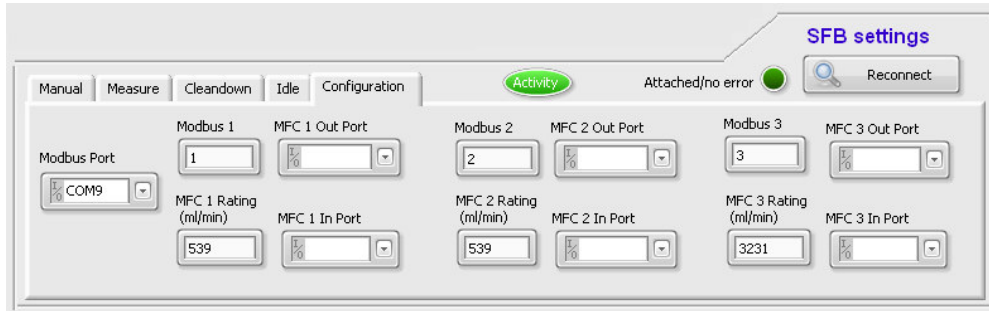 SFB settings
Manual Measure Cleandown Idle Configuration Activity Attached/no error Reconnect
Modbus 1 MFC 1 Out Port Modbus 2 MFC 2 Out Port Modbus 3 MFC 3 Out Port
Modbus Port 1 I/O 2 I/O 3 I/O
I/O COM9
MFC 1 Rating (ml/min) MFC 1 In Port MFC 2 Rating (ml/min) MFC 2 In Port MFC 3 Rating (ml/min) MFC 3 In Port
539 I/O 539 I/O 3231 I/O